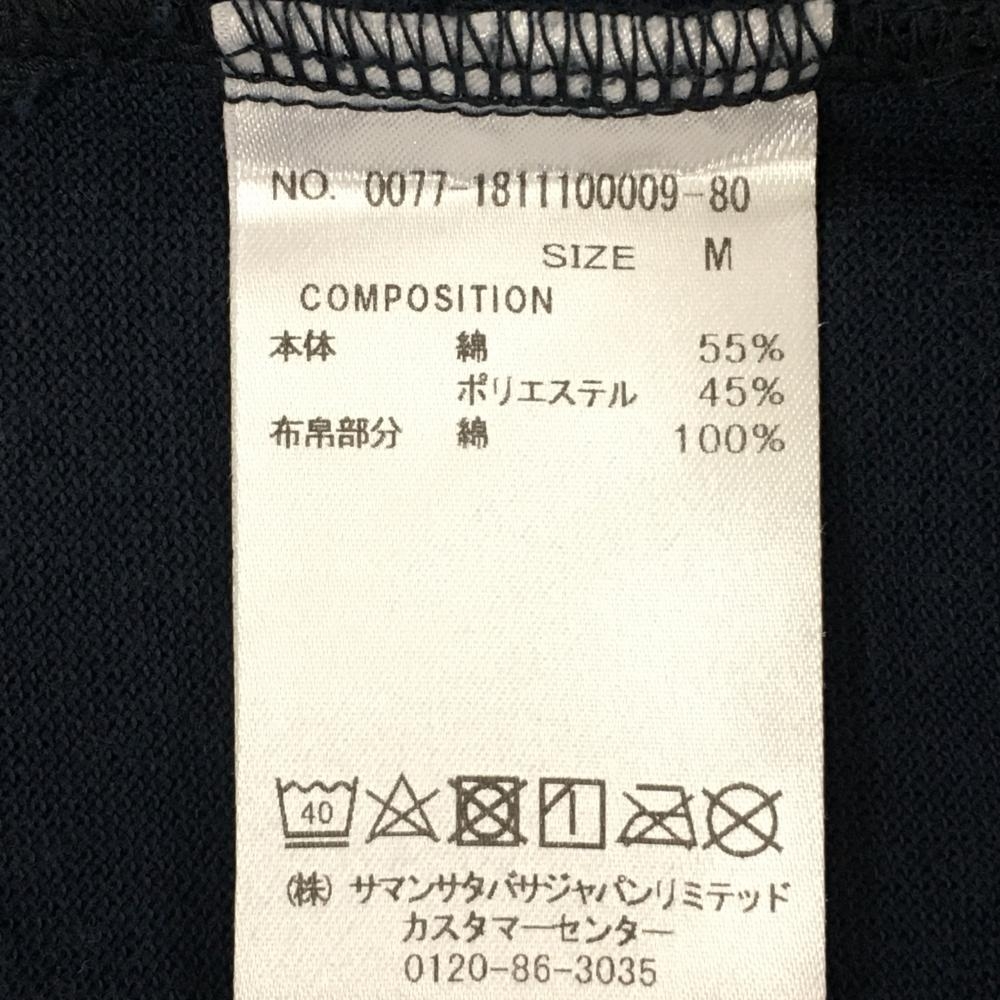 NO. 0077-1811100009-80
SIZE M
COMPOSITION
本体 綿 55%
ポリエステル 45%
布帛部分 綿 100%
40
(株) サマンサタバサジャパンリミテッド
カスタマーセンター
0120-86-3035